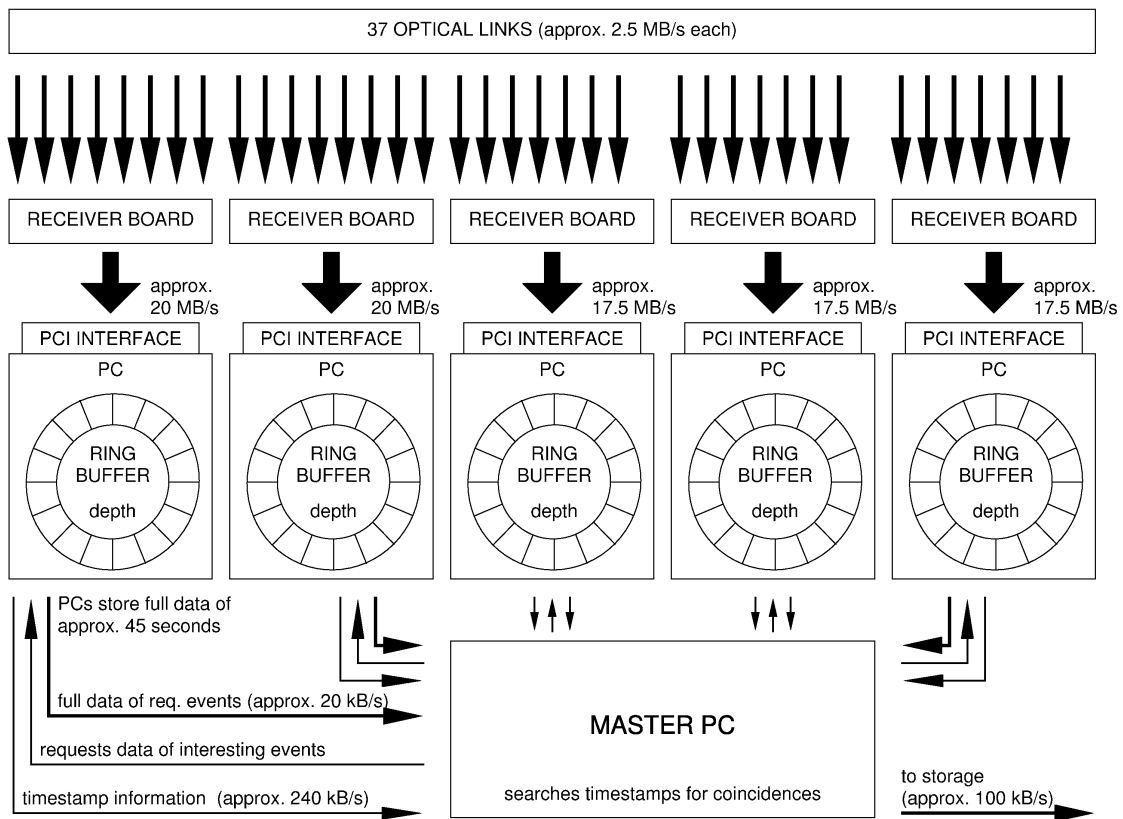 37 OPTICAL LINKS (approx. 2.5 MB/s each)
RECEIVER BOARD
RECEIVER BOARD
RECEIVER BOARD
RECEIVER BOARD
RECEIVER BOARD
approx.
20 MB/s
approx.
20 MB/s
approx.
17.5 MB/s
approx.
17.5 MB/s
approx.
17.5 MB/s
PCI INTERFACE
PCI INTERFACE
PCI INTERFACE
PCI INTERFACE
PCI INTERFACE
PC
PC
PC
PC
PC
RING
BUFFER
depth
RING
BUFFER
depth
RING
BUFFER
depth
RING
BUFFER
depth
RING
BUFFER
depth
PCs store full data of
approx. 45 seconds
full data of req. events (approx. 20 kB/s)
requests data of interesting events
timestamp information (approx. 240 kB/s)
MASTER PC
searches timestamps for coincidences
to storage
(approx. 100 kB/s)